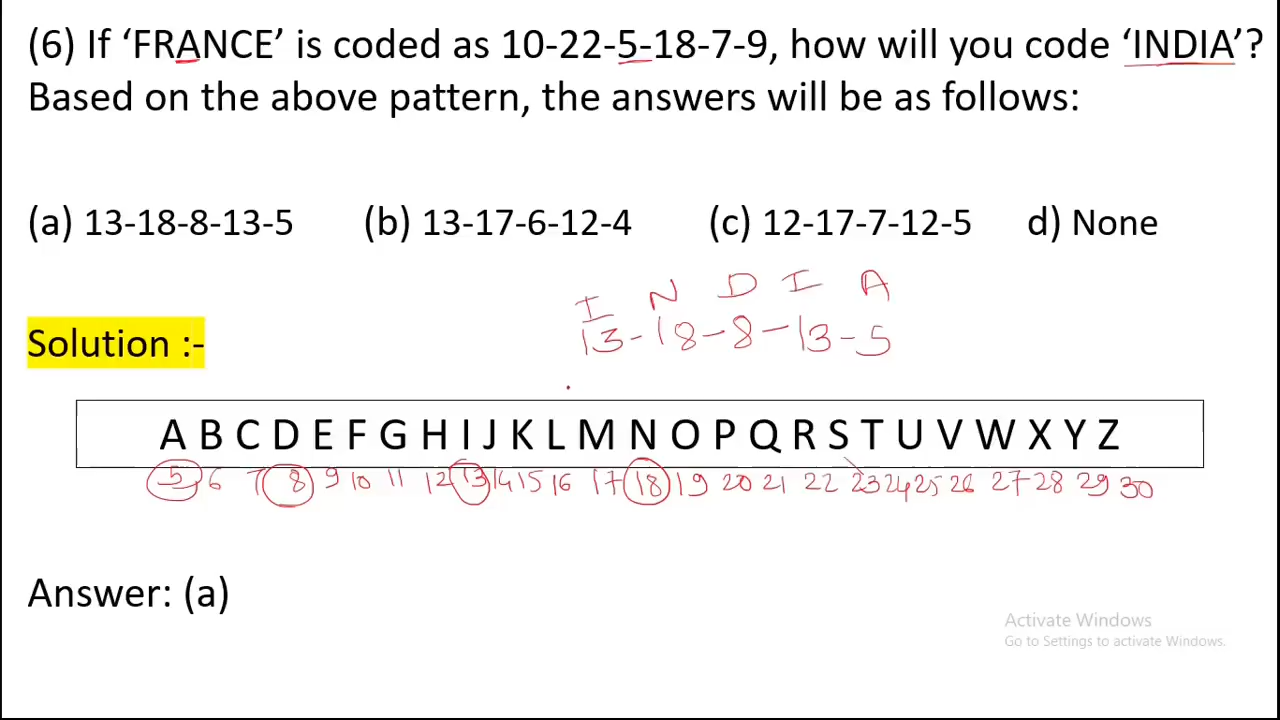 (6) If ‘FRANCE’ is coded as 10-22-5-18-7-9, how will you code ‘INDIA’?
Based on the above pattern, the answers will be as follows:
(a) 13-18-8-13-5 (b) 13-17-6-12-4 (c) 12-17-7-12-5 d) None
I N D I A
13-18-8-13-5
Solution :-
A B C D E F G H I J K L M N O P Q R S T U V W X Y Z
5 6 7 8 9 10 11 12 13 14 15 16 17 18 19 20 21 22 23 24 25 26 27 28 29 30
Answer: (a)
Activate Windows
Go to Settings to activate Windows.